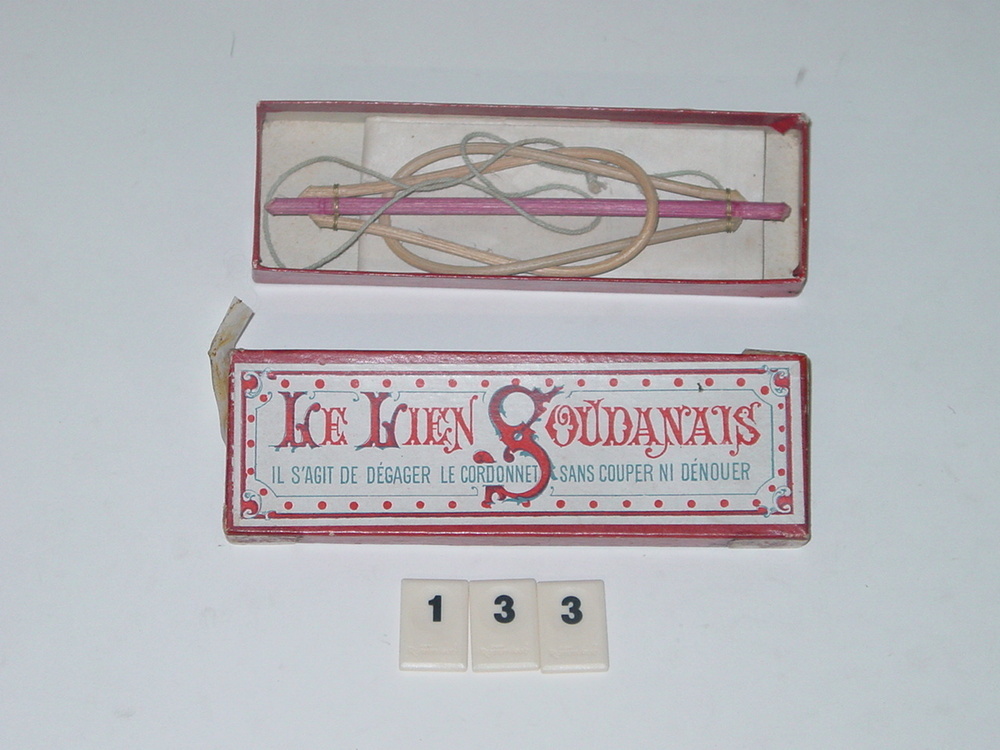 LE LIEN SOUDANAIS
IL S'AGIT DE DÉGAGER LE CORDONNET SANS COUPER NI DÉNOUER
1 3 3